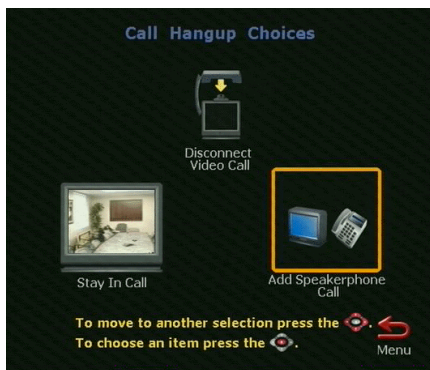 Call Hangup Choices
Disconnect
Video Call
Stay In Call
Add Speakerphone
Call
To move to another selection press the .
To choose an item press the .
Menu